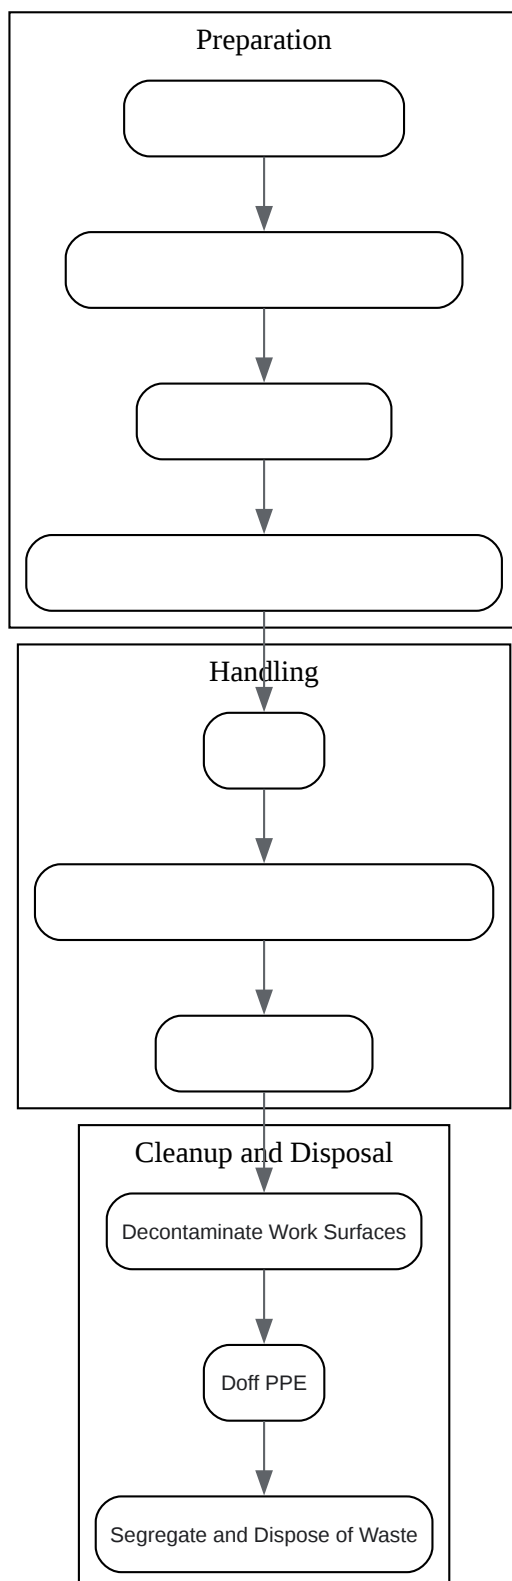 Preparation
Handling
Cleanup and Disposal
Decontaminate Work Surfaces
Doff PPE
Segregate and Dispose of Waste